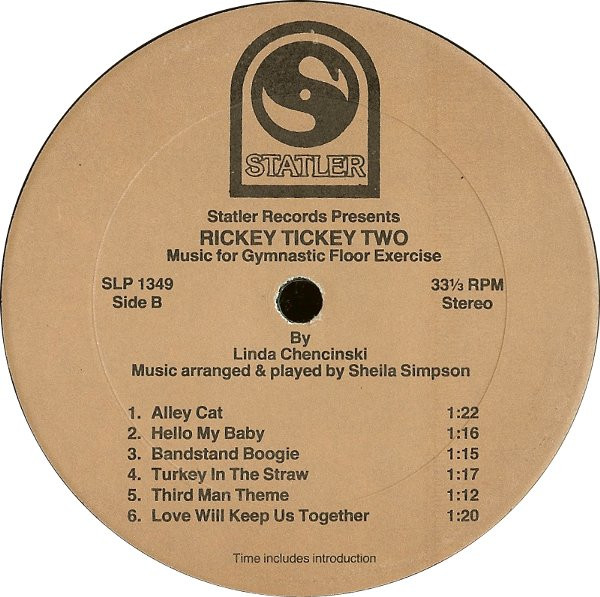 STATLER
Statler Records Presents
RICKEY TICKEY TWO
Music for Gymnastic Floor Exercise
SLP 1349 33⅓ RPM
Side B Stereo
By
Linda Chencinski
Music arranged & played by Sheila Simpson
1. Alley Cat 1:22
2. Hello My Baby 1:16
3. Bandstand Boogie 1:15
4. Turkey In The Straw 1:17
5. Third Man Theme 1:12
6. Love Will Keep Us Together 1:20
Time includes introduction